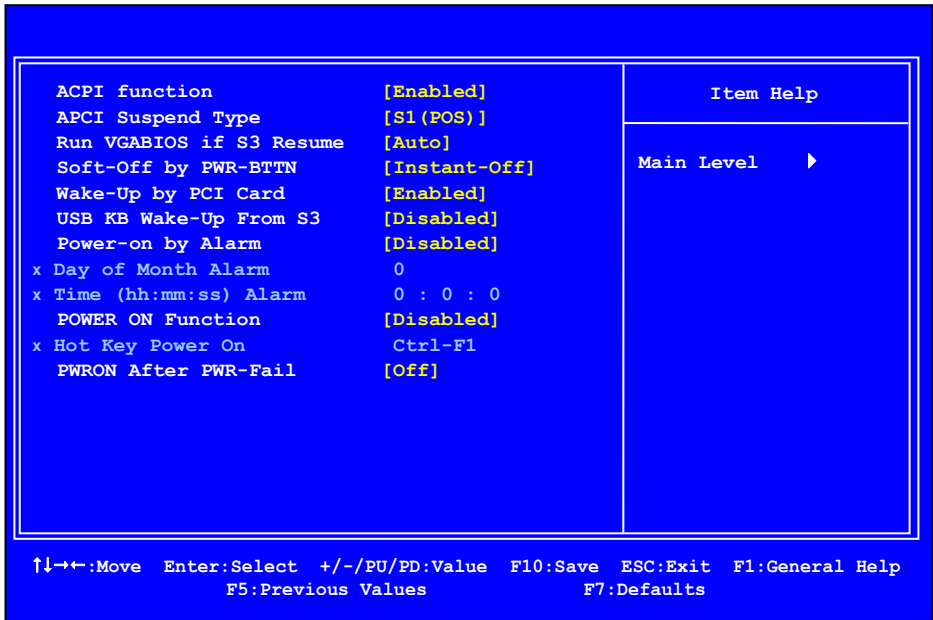 ACPI function [Enabled]
APCI Suspend Type [S1(POS)]
Run VGABIOS if S3 Resume [Auto]
Soft-Off by PWR-BTTN [Instant-Off]
Wake-Up by PCI Card [Enabled]
USB KB Wake-Up From S3 [Disabled]
Power-on by Alarm [Disabled]
x Day of Month Alarm 0
x Time (hh:mm:ss) Alarm 0 : 0 : 0
POWER ON Function [Disabled]
x Hot Key Power On Ctrl-F1
PWRON After PWR-Fail [Off]
Item Help
Main Level
↑↓→←:Move Enter:Select +/-/PU/PD:Value F10:Save ESC:Exit F1:General Help
F5:Previous Values F7:Defaults